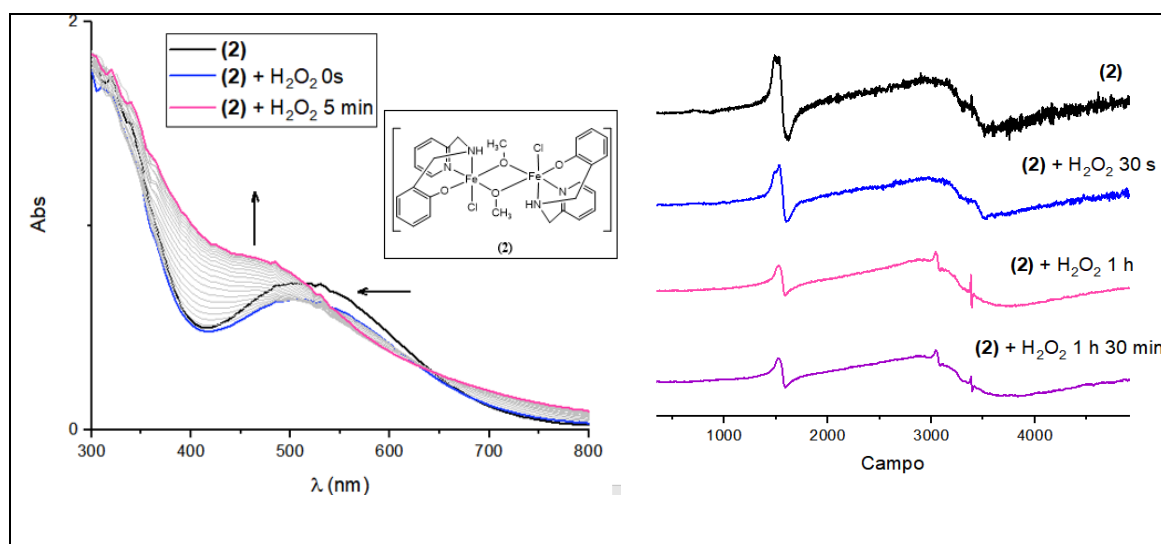 2
1
0
Abs
(2)
(2) + H₂O₂ 0s
(2) + H₂O₂ 5 min
H₃C
O
Cl
O
NH
N
Fe
Fe
O
O
N
Cl
CH₃
HN
(2)
300 400 500 600 700 800
λ (nm)
(2)
(2) + H₂O₂ 30 s
(2) + H₂O₂ 1 h
(2) + H₂O₂ 1 h 30 min
1000 2000 3000 4000
Campo